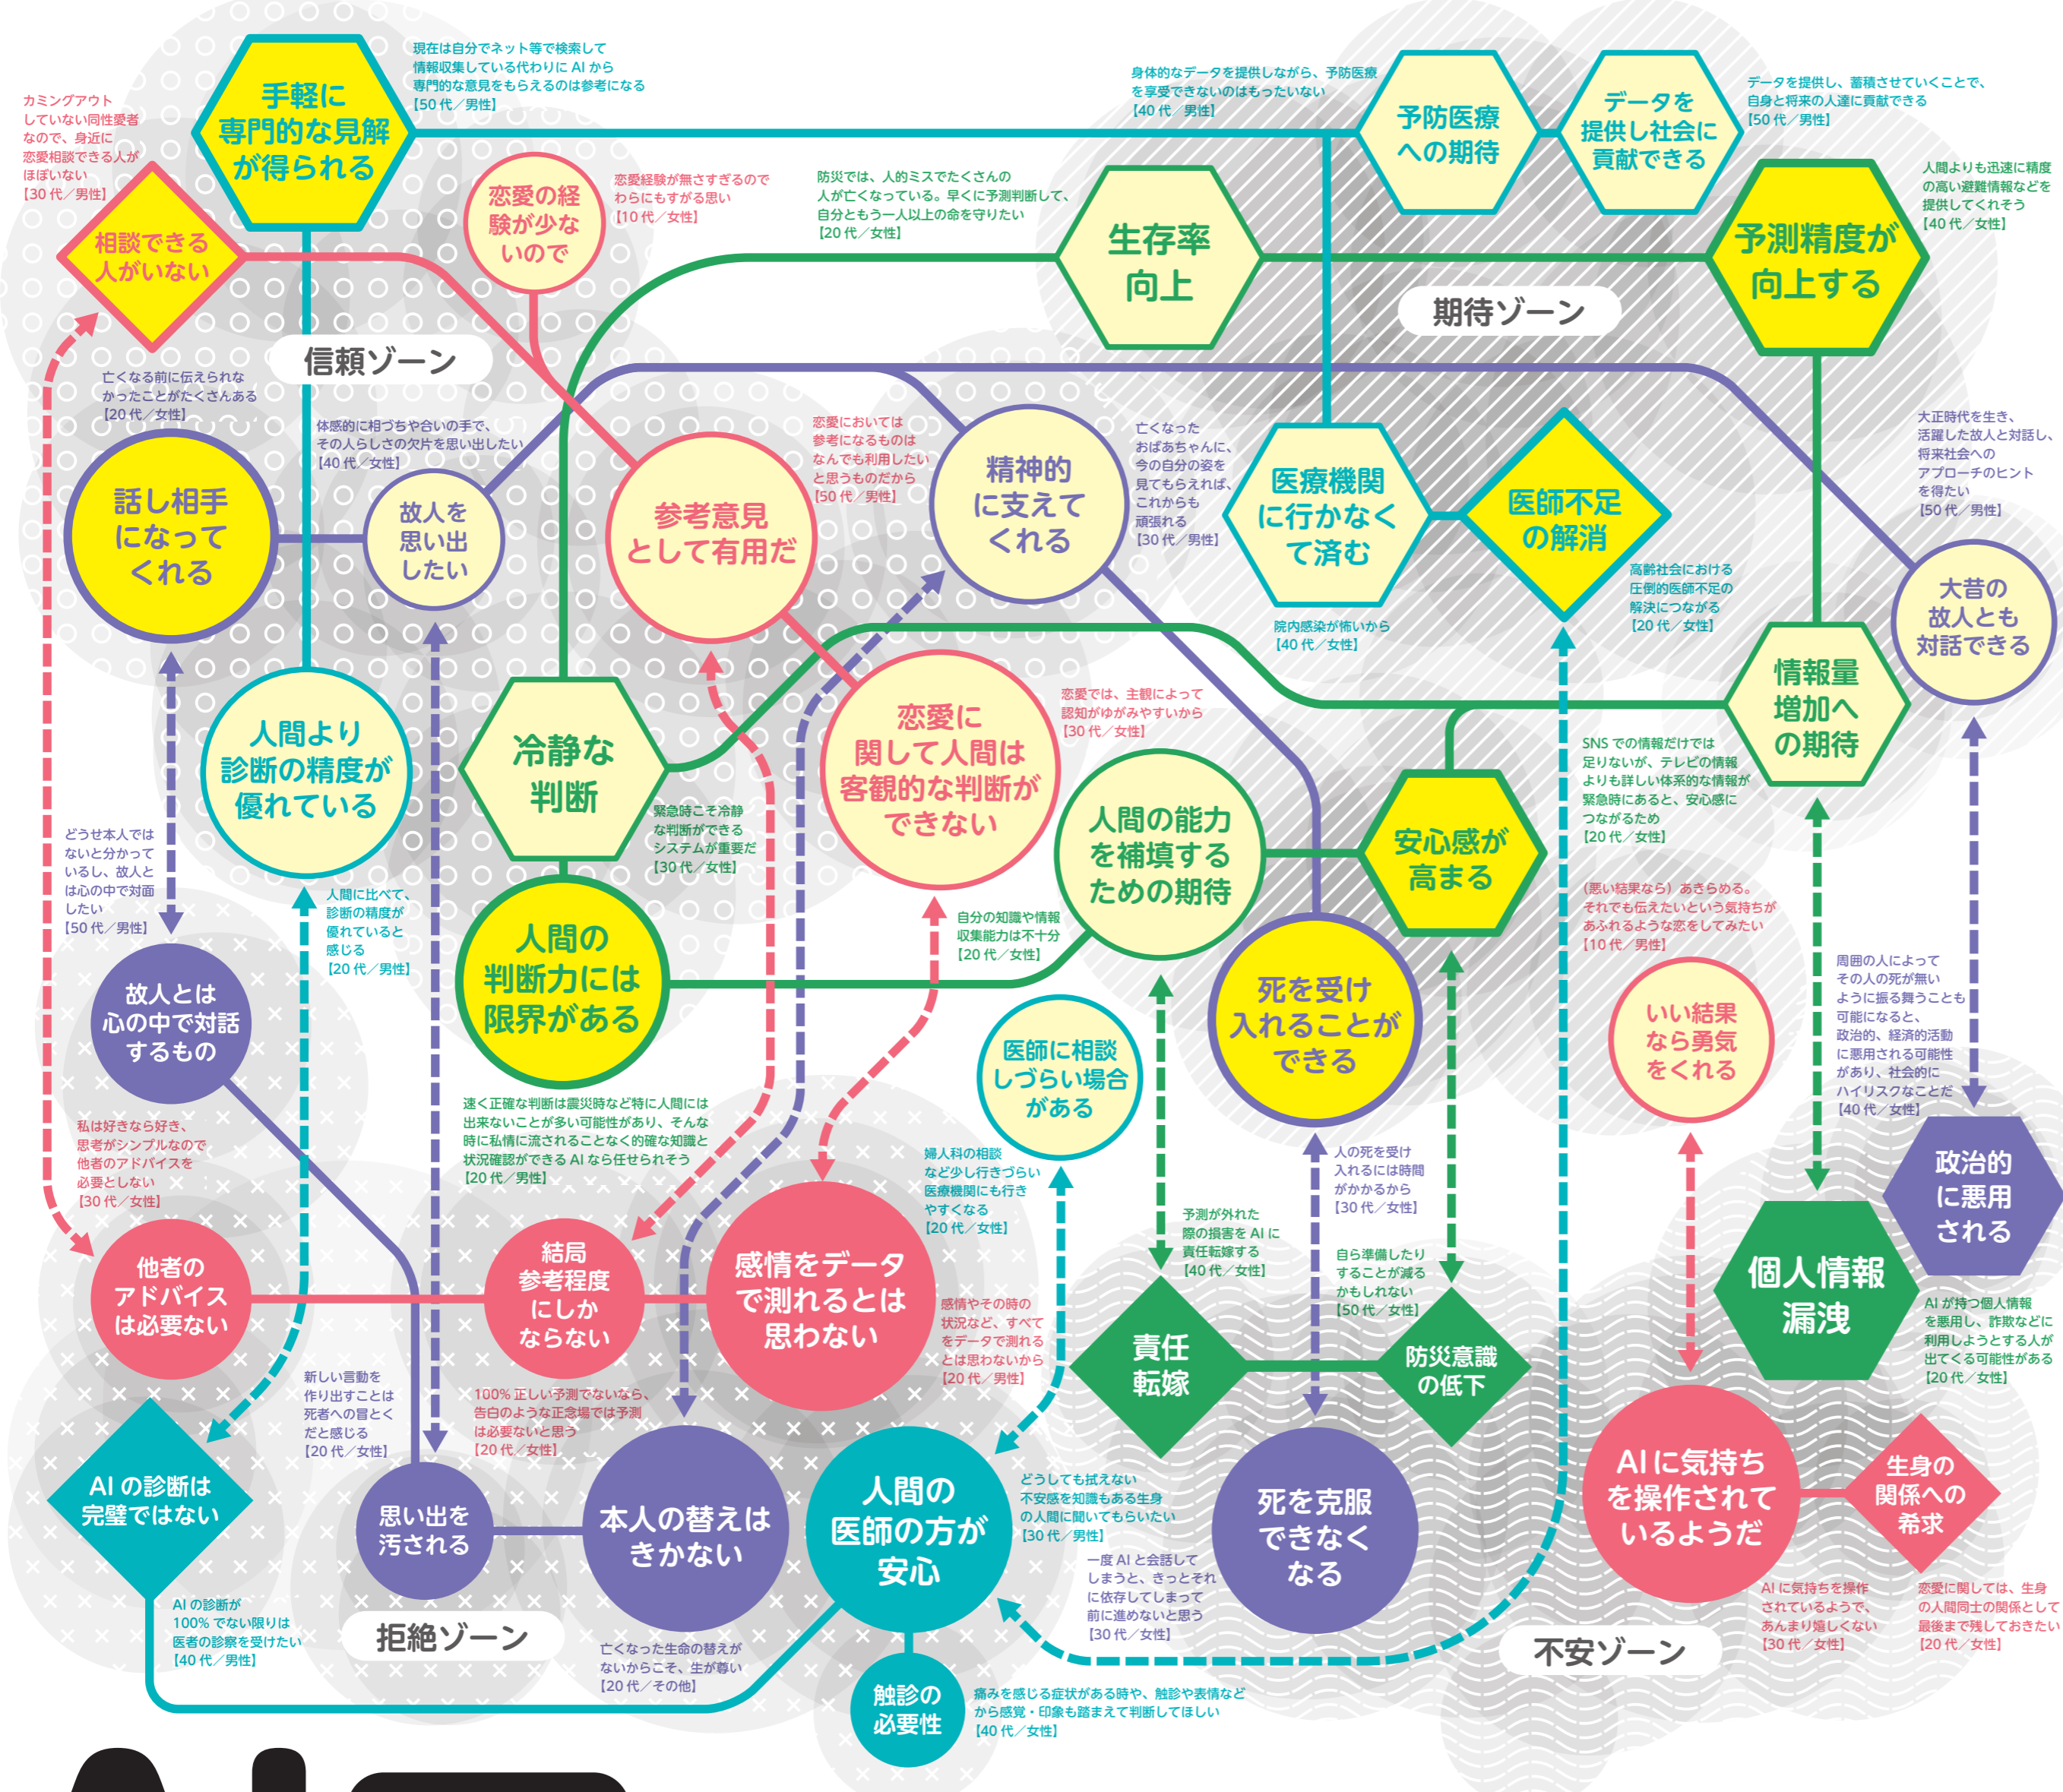 手軽に
専門的な見解
が得られる
現在は自分でネット等で検索して
情報収集している代わりに AI から
専門的な意見をもらえるのは参考になる
【50 代／男性】
カミングアウト
していない同性愛者
なので、身近に
恋愛相談できる人が
ほぼいない
【30 代／男性】
相談できる
人がいない
恋愛の経
験が少な
いので
恋愛経験が無さすぎるので
わらにもすがる思い
【10 代／女性】
防災では、人的ミスでたくさんの
人が亡くなっている。早くに予測判断して、
自分ともう一人以上の命を守りたい
【20 代／女性】
生存率
向上
身体的なデータを提供しながら、予防医療
を享受できないのはもったいない
【40 代／男性】
予防医療
への期待
データを
提供し社会に
貢献できる
データを提供し、蓄積させていくことで、
自身と将来の人達に貢献できる
【50 代／男性】
予測精度が
向上する
人間よりも迅速に精度
の高い避難情報などを
提供してくれそう
【40 代／女性】
信頼ゾーン
期待ゾーン
亡くなる前に伝えられな
かったことがたくさんある
【20 代／女性】
話し相手
になって
くれる
体感的に相づちや合いの手で、
その人らしさの欠片を思い出したい
【40 代／女性】
故人を
思い出
したい
参考意見
として有用だ
恋愛においては
参考になるものは
なんでも利用したい
と思うものだから
【50 代／男性】
精神的
に支えて
くれる
亡くなった
おばあちゃんに、
今の自分の姿を
見てもらえれば、
これからも
頑張れる
【30 代／男性】
医療機関
に行かなく
て済む
院内感染が怖いから
【40 代／女性】
医師不足
の解消
高齢社会における
圧倒的医師不足の
解決につながる
【20 代／女性】
大正時代を生き、
活躍した故人と対話し、
将来社会への
アプローチのヒント
を得たい
【50 代／男性】
大昔の
故人とも
対話できる
人間より
診断の精度が
優れている
人間に比べて、
診断の精度が
優れていると
感じる
【20 代／男性】
冷静な
判断
緊急時こそ冷静
な判断ができる
システムが重要だ
【30 代／女性】
恋愛に
関して人間は
客観的な判断が
できない
恋愛では、主観によって
認知がゆがみやすいから
【30 代／女性】
人間の能力
を補填する
ための期待
自分の知識や情報
収集能力は不十分
【20 代／女性】
安心感が
高まる
SNS での情報だけでは
足りないが、テレビの情報
よりも詳しい体系的な情報が
緊急時にあると、安心感に
つながるため
【20 代／女性】
情報量
増加へ
の期待
どうせ本人では
ないと分かって
いるし、故人と
は心の中で対面
したい
【50 代／男性】
故人とは
心の中で対話
するもの
人間の
判断力には
限界がある
速く正確な判断は震災時など特に人間には
出来ないことが多い可能性があり、そんな
時に私情に流されることなく的確な知識と
状況確認ができる AI なら任せられそう
【20 代／男性】
医師に相談
しづらい場合
がある
婦人科の相談
など少し行きづらい
医療機関にも行き
やすくなる
【20 代／女性】
死を受け
入れることが
できる
人の死を受け
入れるには時間
がかかるから
【30 代／女性】
（悪い結果なら）あきらめる。
それでも伝えたいという気持ちが
あふれるような恋をしてみたい
【10 代／男性】
いい結果
なら勇気
をくれる
周囲の人によって
その人の死が無い
ように振る舞うことも
可能になると、
政治的、経済的活動
に悪用される可能性
があり、社会的に
ハイリスクなことだ
【40 代／女性】
政治的
に悪用
される
私は好きなら好き、
思考がシンプルなので
他者のアドバイスを
必要としない
【30 代／女性】
他者の
アドバイス
は必要ない
結局
参考程度
にしか
ならない
100% 正しい予測でないなら、
告白のような正念場では予測
は必要ないと思う
【20 代／女性】
感情をデータ
で測れるとは
思わない
感情やその時の
状況など、すべて
をデータで測れる
とは思わないから
【20 代／男性】
予測が外れた
際の損害を AI に
責任転嫁する
【40 代／女性】
責任
転嫁
自ら準備したり
することが減る
かもしれない
【50 代／女性】
防災意識
の低下
個人情報
漏洩
AI が持つ個人情報
を悪用し、詐欺などに
利用しようとする人が
出てくる可能性がある
【20 代／女性】
AI の診断は
完璧ではない
AI の診断が
100% でない限りは
医者の診察を受けたい
【40 代／男性】
新しい言動を
作り出すことは
死者への冒とく
だと感じる
【20 代／女性】
思い出を
汚される
本人の替えは
きかない
亡くなった生命の替えが
ないからこそ、生が尊い
【20 代／その他】
人間の
医師の方が
安心
どうしても拭えない
不安感を知識もある生身
の人間に聞いてもらいたい
【30 代／男性】
一度 AI と会話して
しまうと、きっとそれ
に依存してしまって
前に進めないと思う
【30 代／女性】
死を克服
できなく
なる
AI に気持ち
を操作されて
いるようだ
AI に気持ちを操作
されているようで、
あんまり嬉しくない
【30 代／女性】
生身の
関係への
希求
恋愛に関しては、生身
の人間同士の関係として
最後まで残しておきたい
【20 代／女性】
拒絶ゾーン
不安ゾーン
触診の
必要性
痛みを感じる症状がある時や、触診や表情など
から感覚・印象も踏まえて判断してほしい
【40 代／女性】